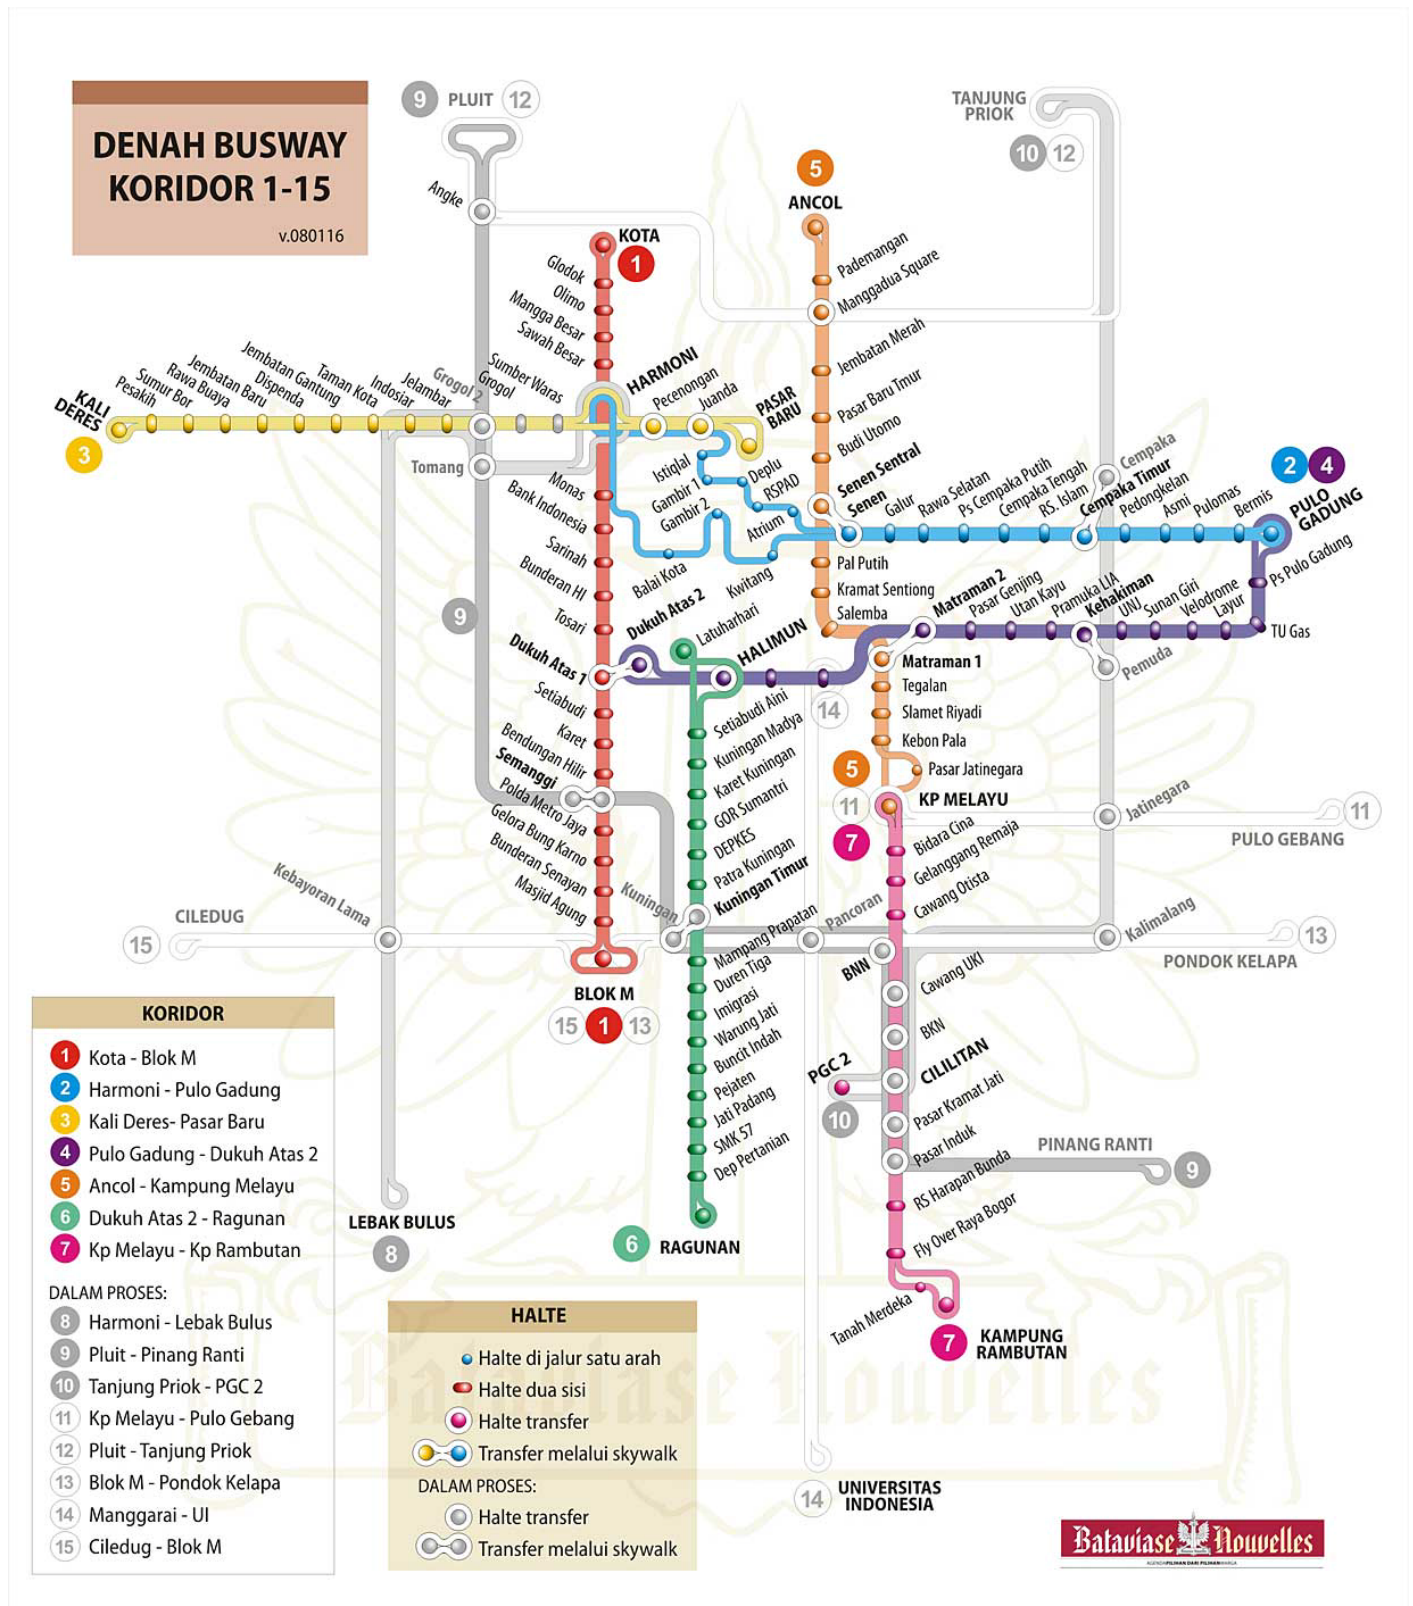 DENAH BUSWAY
KORIDOR 1-15
v.080116
9 PLUIT 12
TANJUNG
PRIOK
10 12
Angke
5
ANCOL
Pademangan
Manggadua Square
Jembatan Merah
Pasar Baru Timur
Budi Utomo
Senen Sentral
Senen
KOTA
1
Glodok
Olimo
Mangga Besar
Sawah Besar
HARMONI
Pecenongan
Juanda
PASAR
BARU
KALI
DERES
3
Pesakih
Sumur Bor
Rawa Buaya
Jembatan Baru
Dispenda
Jembatan Gantung
Taman Kota
Indosiar
Jelambar
Grogol 2
Grogol
Sumber Waras
Tomang
Monas
Bank Indonesia
Sarinah
Bunderan HI
Tosari
Dukuh Atas 1
Setiabudi
Karet
Bendungan Hilir
Semanggi
Polda Metro Jaya
Gelora Bung Karno
Bunderan Senayan
Masjid Agung
BLOK M
15 1 13
Istiqlal
Gambir 1
Gambir 2
Deplu
RSPAD
Atrium
Balai Kota
Kwitang
Galur
Rawa Selatan
Ps Cempaka Putih
Cempaka Tengah
RS. Islam
Cempaka Timur
Cempaka
Pedongkelan
Asmi
Pulomas
Bermis
2 4
PULO
GADUNG
Ps Pulo Gadung
TU Gas
Layur
Velodrome
Sunan Giri
UNJ
Kehakiman
Pramuka LIA
Utan Kayu
Pasar Genjing
Matraman 2
Pemuda
Pal Putih
Kramat Sentiong
Salemba
Matraman 1
Tegalan
Slamet Riyadi
Kebon Pala
Pasar Jatinegara
9
Dukuh Atas 2
Latuharhari
HALIMUN
14
Setiabudi Aini
Kuningan Madya
Karet Kuningan
GOR Sumantri
DEPKES
Patra Kuningan
Kuningan Timur
Kuningan
Mampang Prapatan
Duren Tiga
Imigrasi
Warung Jati
Buncit Indah
Pejaten
Jati Padang
SMK 57
Dep Pertanian
6 RAGUNAN
5
11
7
KP MELAYU
Bidara Cina
Gelanggang Remaja
Cawang Otista
Jatinegara
11
PULO GEBANG
Kebayoran Lama
CILEDUG
15
Pancoran
BNN
Kalimalang
13
PONDOK KELAPA
Cawang UKI
BKN
PGC 2
10
CILILITAN
Pasar Kramat Jati
Pasar Induk
PINANG RANTI
9
RS Harapan Bunda
Fly Over Raya Bogor
Tanah Merdeka
7 KAMPUNG
RAMBUTAN
LEBAK BULUS
8
14 UNIVERSITAS
INDONESIA
KORIDOR
1 Kota - Blok M
2 Harmoni - Pulo Gadung
3 Kali Deres- Pasar Baru
4 Pulo Gadung - Dukuh Atas 2
5 Ancol - Kampung Melayu
6 Dukuh Atas 2 - Ragunan
7 Kp Melayu - Kp Rambutan
DALAM PROSES:
8 Harmoni - Lebak Bulus
9 Pluit - Pinang Ranti
10 Tanjung Priok - PGC 2
11 Kp Melayu - Pulo Gebang
12 Pluit - Tanjung Priok
13 Blok M - Pondok Kelapa
14 Manggarai - UI
15 Ciledug - Blok M
HALTE
Halte di jalur satu arah
Halte dua sisi
Halte transfer
Transfer melalui skywalk
DALAM PROSES:
Halte transfer
Transfer melalui skywalk
Bataviase Nouvelles
Bataviase Nouvelles
AGENDA PILIHAN DARI PILIHAN WARGA